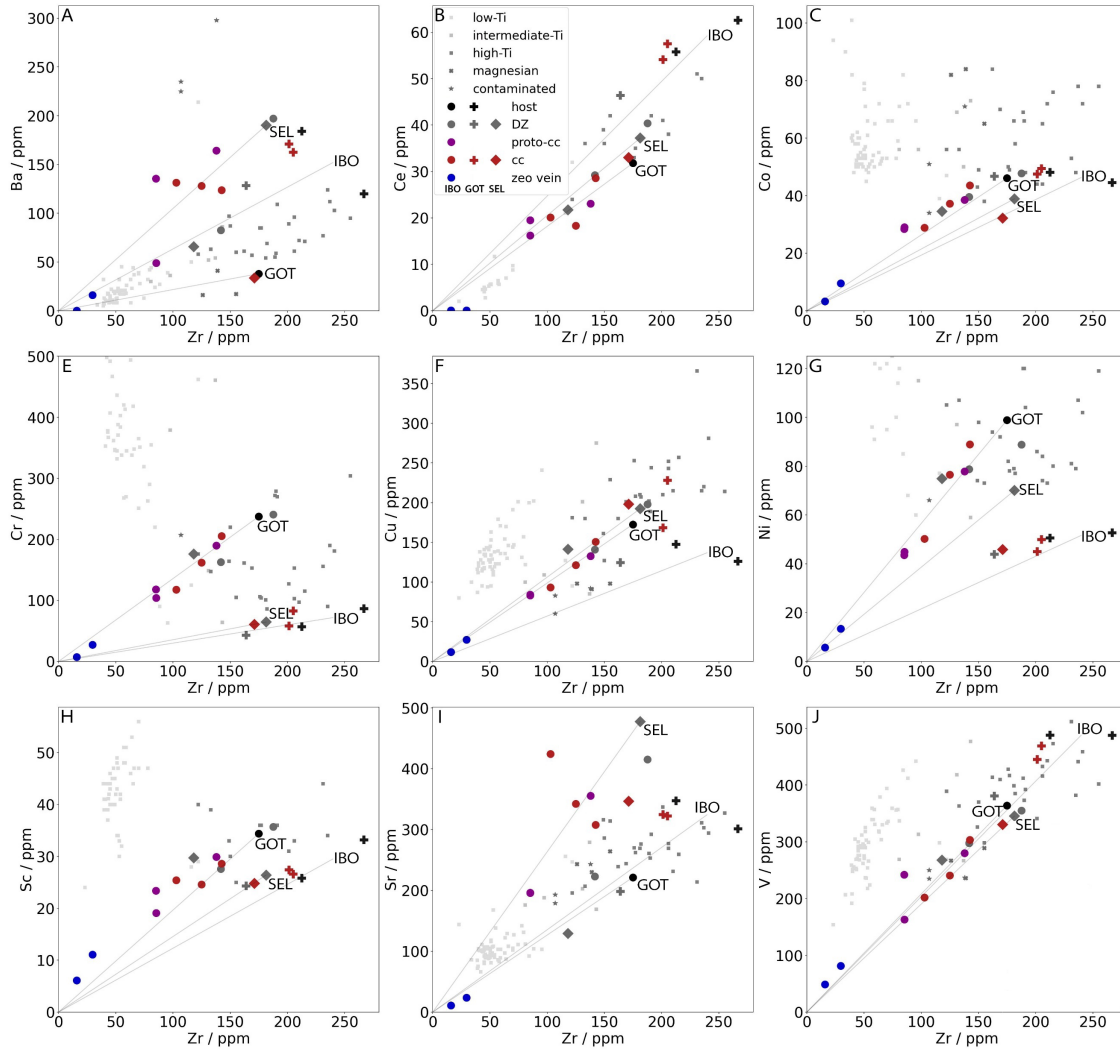 A
300
250
200
150
100
50
0
Ba / ppm
SEL
IBO
GOT
0 50 100 150 200 250
Zr / ppm
B
60
50
40
30
20
10
0
Ce / ppm
low-Ti
intermediate-Ti
high-Ti
magnesian
contaminated
host
DZ
proto-cc
cc
zeo vein
IBO GOT SEL
IBO
SEL
GOT
0 50 100 150 200 250
Zr / ppm
C
100
80
60
40
20
0
Co / ppm
GOT
IBO
SEL
0 50 100 150 200 250
Zr / ppm
E
500
400
300
200
100
0
Cr / ppm
GOT
SEL
IBO
0 50 100 150 200 250
Zr / ppm
F
350
300
250
200
150
100
50
0
Cu / ppm
SEL
GOT
IBO
0 50 100 150 200 250
Zr / ppm
G
120
100
80
60
40
20
0
Ni / ppm
GOT
SEL
IBO
0 50 100 150 200 250
Zr / ppm
H
50
40
30
20
10
0
Sc / ppm
GOT
IBO
SEL
0 50 100 150 200 250
Zr / ppm
I
500
400
300
200
100
0
Sr / ppm
SEL
IBO
GOT
0 50 100 150 200 250
Zr / ppm
J
500
400
300
200
100
0
V / ppm
IBO
GOT
SEL
0 50 100 150 200 250
Zr / ppm